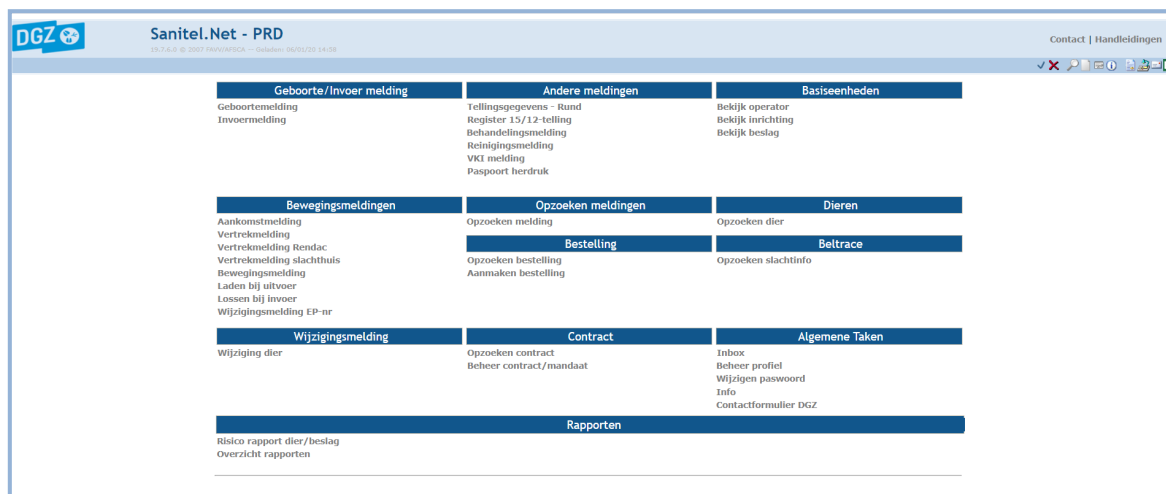 DGZ
Sanitel.Net - PRD
Contact | Handleidingen
Geboorte/Invoer melding
Geboortemelding
Invoermelding
Andere meldingen
Tellingsgegevens - Rund
Register 15/12-telling
Behandelingsmelding
Reinigingsmelding
VKI melding
Paspoort herdruk
Basiseenheden
Bekijk operator
Bekijk inrichting
Bekijk beslag
Bewegingsmeldingen
Aankomstmelding
Vertrekmelding
Vertrekmelding Rendac
Vertrekmelding slachthuis
Bewegingsmelding
Laden bij uitvoer
Lossen bij invoer
Wijzigingsmelding EP-nr
Opzoeken meldingen
Opzoeken melding
Bestelling
Opzoeken bestelling
Aanmaken bestelling
Dieren
Opzoeken dier
Beltrace
Opzoeken slachtinfo
Wijzigingsmelding
Wijziging dier
Contract
Opzoeken contract
Beheer contract/mandaat
Algemene Taken
Inbox
Beheer profiel
Wijzigen paswoord
Info
Contactformulier DGZ
Rapporten
Risico rapport dier/beslag
Overzicht rapporten